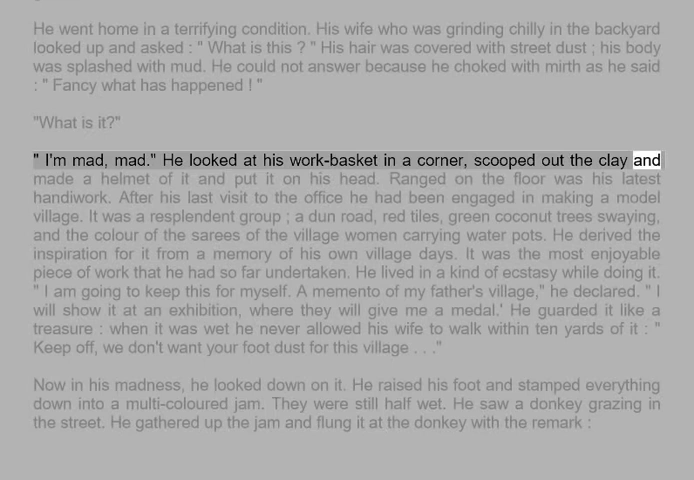 He went home in a terrifying condition. His wife who was grinding chilly in the backyard
looked up and asked : " What is this ? " His hair was covered with street dust ; his body
was splashed with mud. He could not answer because he choked with mirth as he said
: " Fancy what has happened ! "
"What is it?"
" I'm mad, mad." He looked at his work-basket in a corner, scooped out the clay and
made a helmet of it and put it on his head. Ranged on the floor was his latest
handiwork. After his last visit to the office he had been engaged in making a model
village. It was a resplendent group ; a dun road, red tiles, green coconut trees swaying,
and the colour of the sarees of the village women carrying water pots. He derived the
inspiration for it from a memory of his own village days. It was the most enjoyable
piece of work that he had so far undertaken. He lived in a kind of ecstasy while doing it.
" I am going to keep this for myself. A memento of my father's village," he declared. " I
will show it at an exhibition, where they will give me a medal.' He guarded it like a
treasure : when it was wet he never allowed his wife to walk within ten yards of it : "
Keep off, we don't want your foot dust for this village . . ."
Now in his madness, he looked down on it. He raised his foot and stamped everything
down into a multi-coloured jam. They were still half wet. He saw a donkey grazing in
the street. He gathered up the jam and flung it at the donkey with the remark :